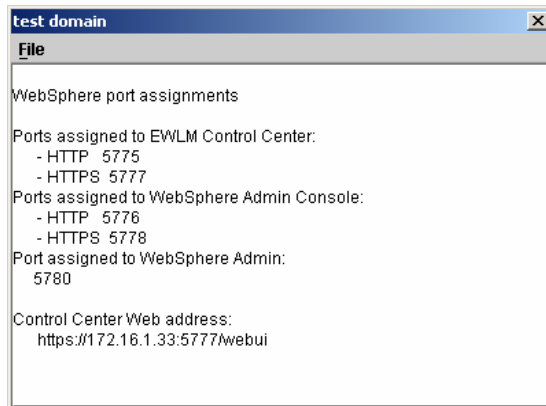 test domain
File
WebSphere port assignments
Ports assigned to EWLM Control Center:
- HTTP 5775
- HTTPS 5777
Ports assigned to WebSphere Admin Console:
- HTTP 5776
- HTTPS 5778
Port assigned to WebSphere Admin:
5780
Control Center Web address:
https://172.16.1.33:5777/webui